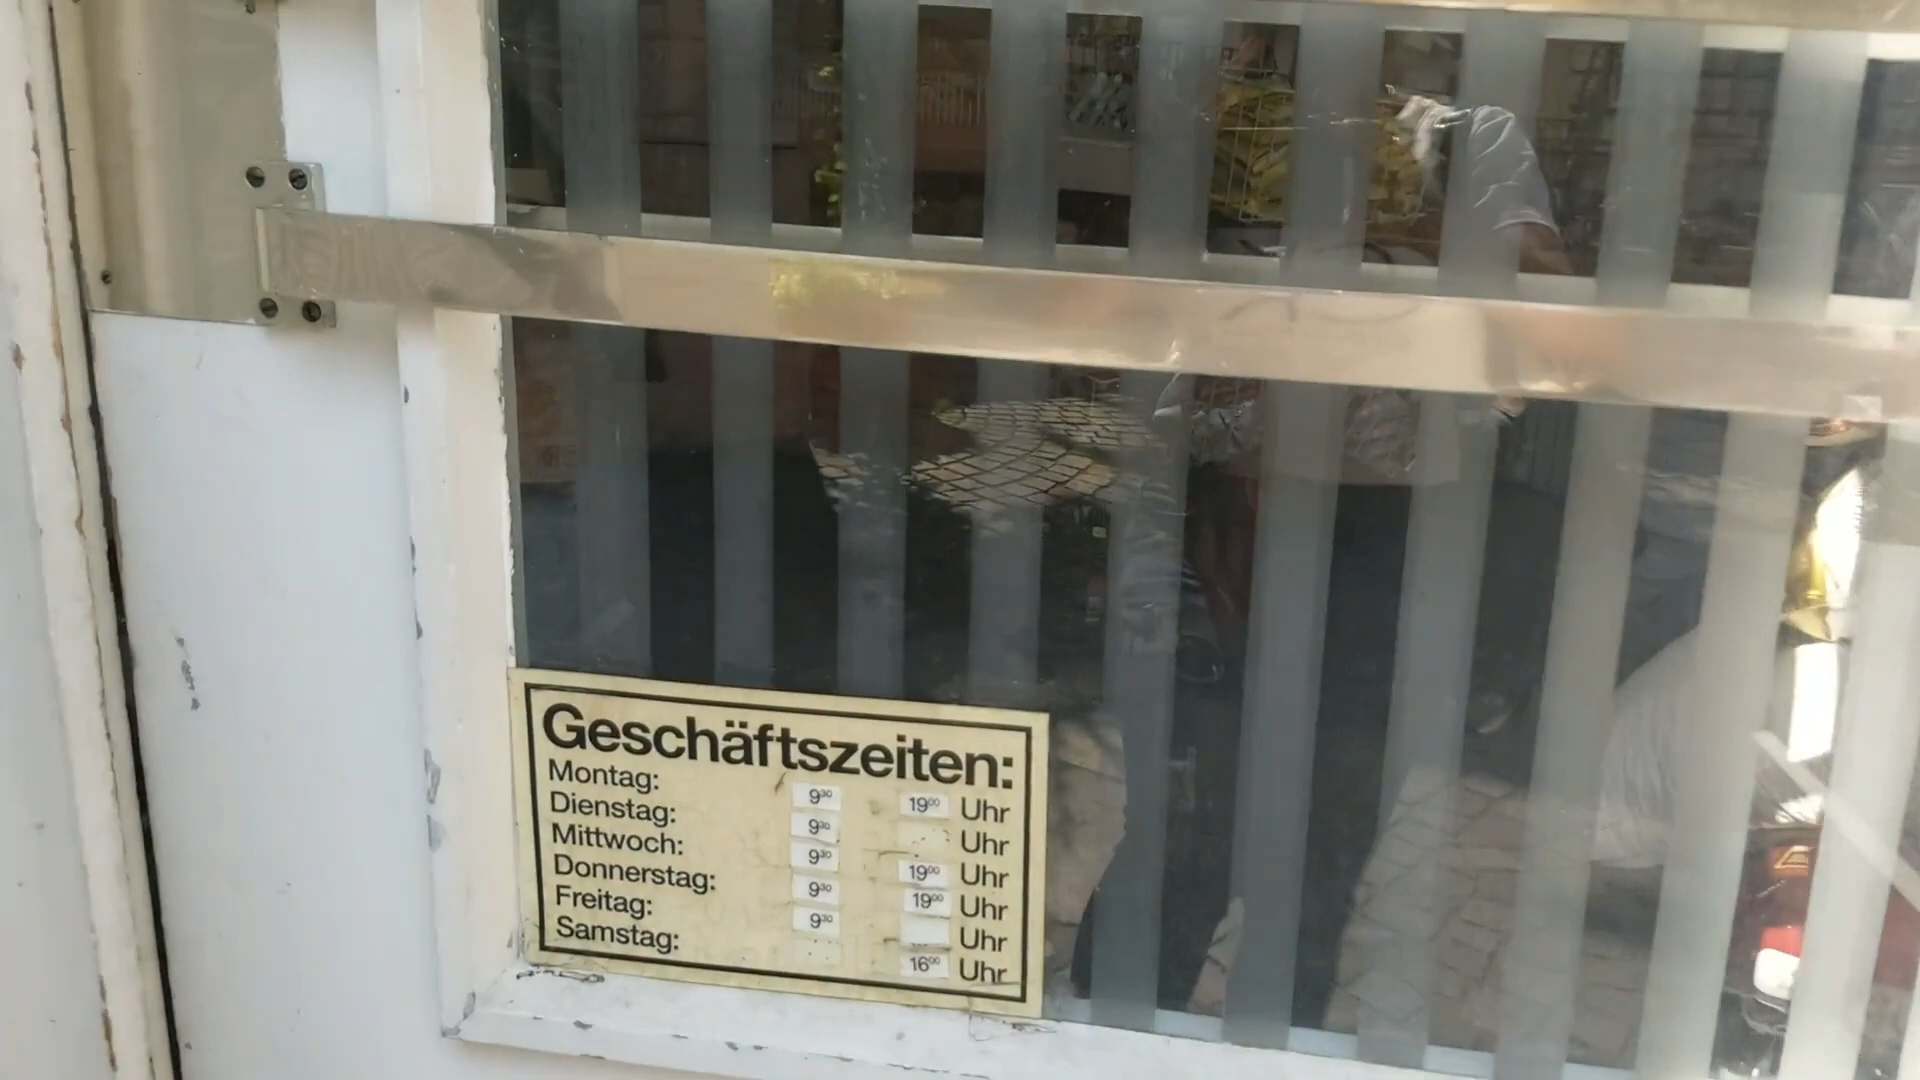 Geschäftszeiten:
Montag: 9³⁰ 19⁰⁰ Uhr
Dienstag: 9³⁰ Uhr
Mittwoch: 9³⁰ 19⁰⁰ Uhr
Donnerstag: 9³⁰ 19⁰⁰ Uhr
Freitag: 9³⁰ Uhr
Samstag: 16⁰⁰ Uhr